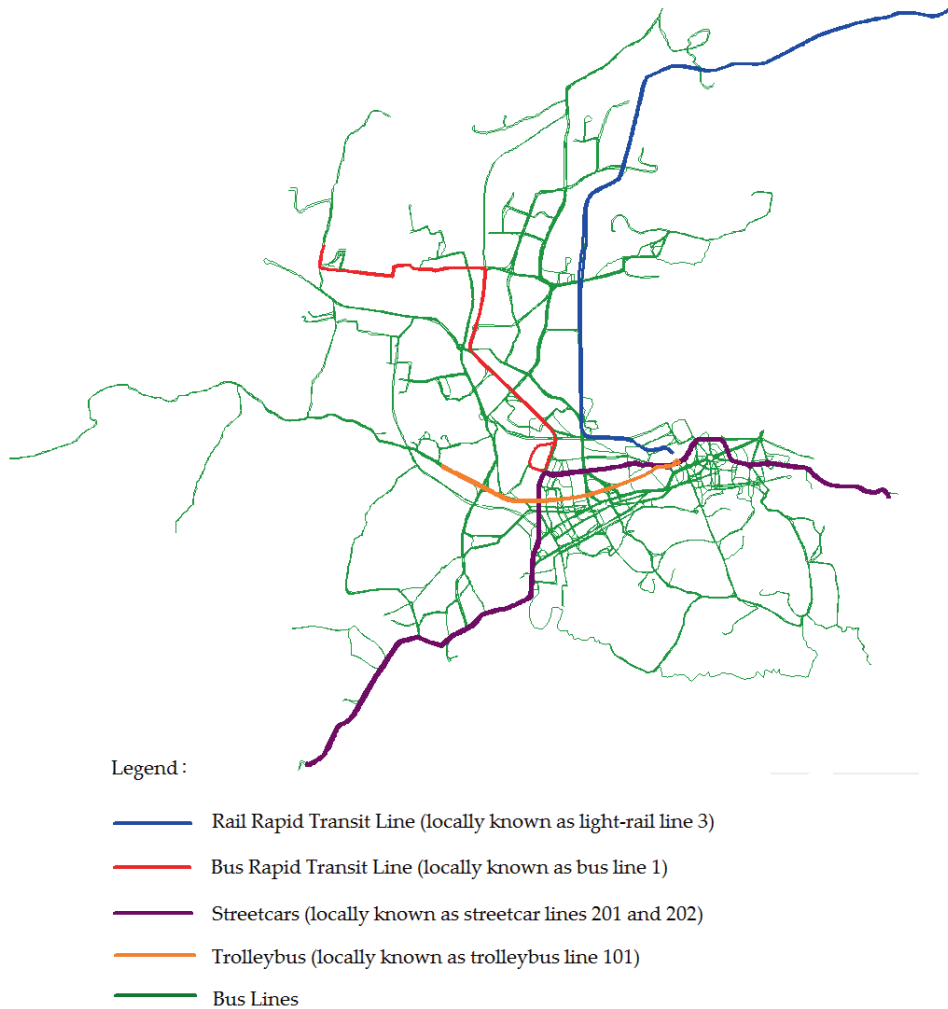 Legend :
Rail Rapid Transit Line (locally known as light-rail line 3)
Bus Rapid Transit Line (locally known as bus line 1)
Streetcars (locally known as streetcar lines 201 and 202)
Trolleybus (locally known as trolleybus line 101)
Bus Lines